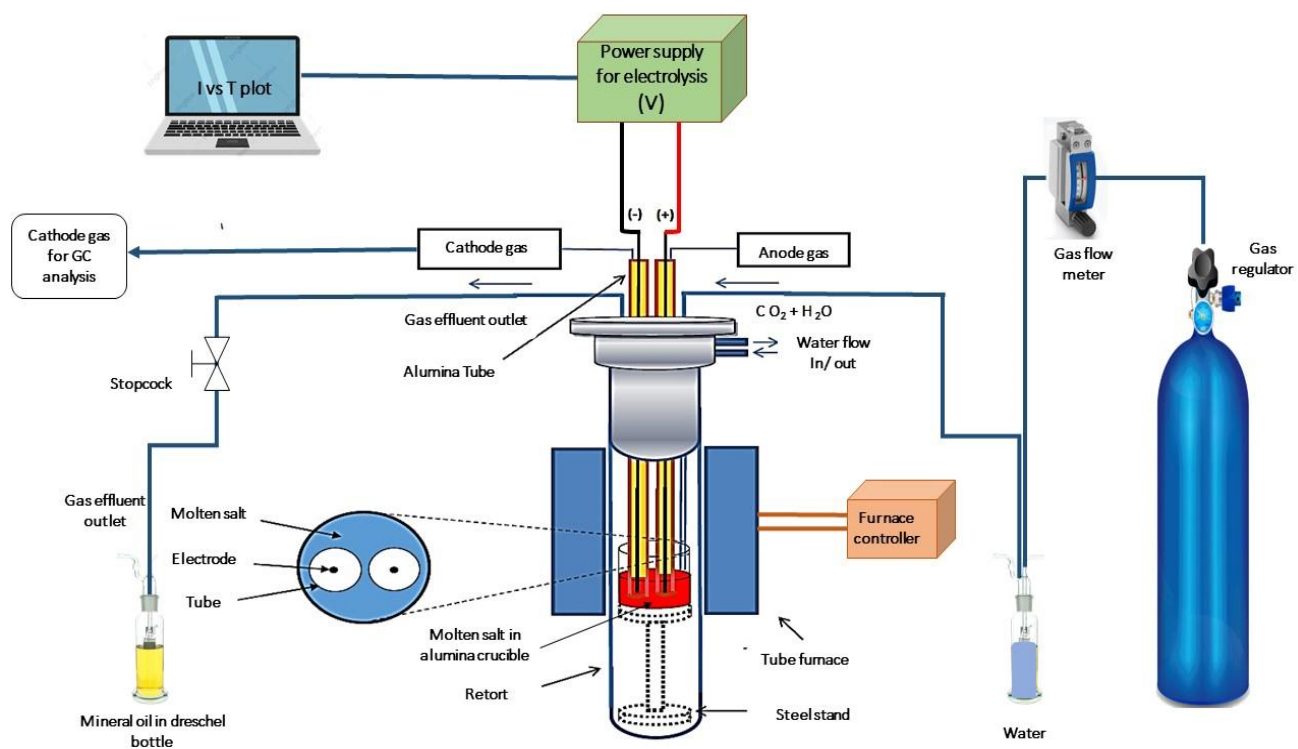 I vs T plot
Power supply
for electrolysis
(V)
(-)
(+)
Cathode gas
for GC
analysis
Cathode gas
Anode gas
Gas flow
meter
Gas
regulator
Gas effluent outlet
C O2 + H2O
Alumina Tube
Water flow
In/ out
Stopcock
Gas effluent
outlet
Molten salt
Electrode
Tube
Furnace
controller
Molten salt in
alumina crucible
Tube furnace
Retort
Steel stand
Mineral oil in dreschel
bottle
Water